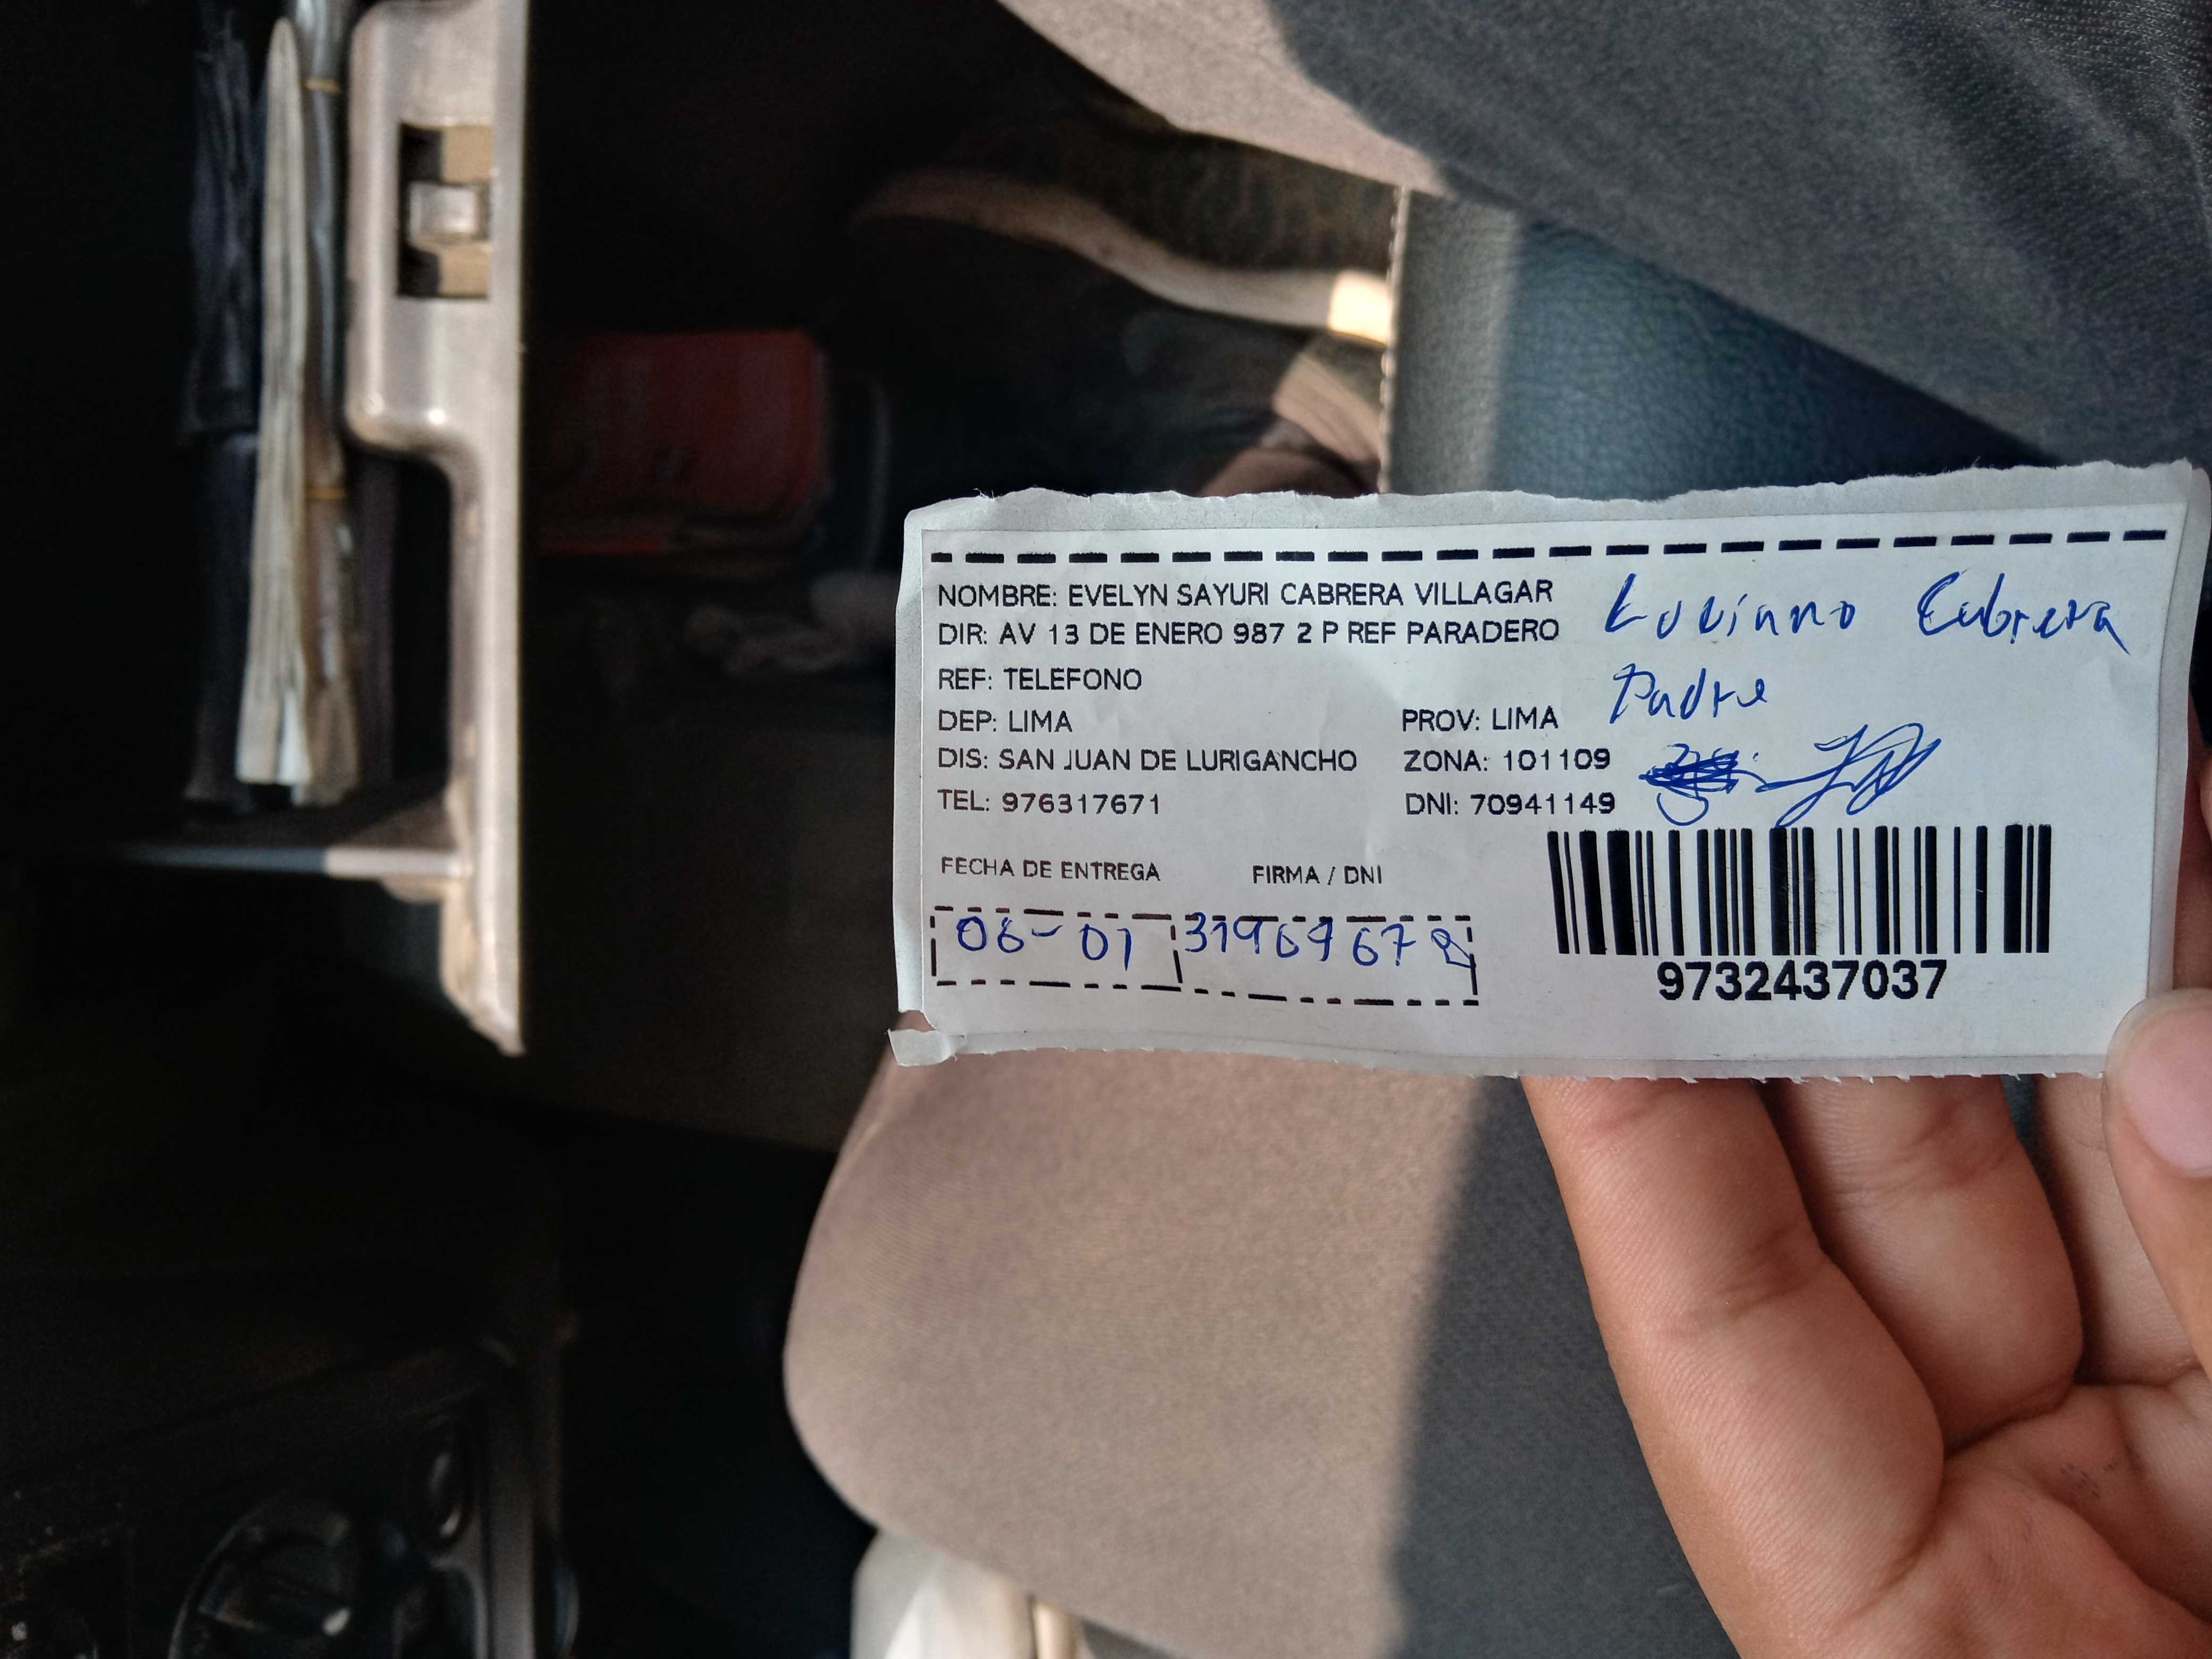 NOMBRE: EVELYN SAYURI CABRERA VILLAGAR
DIR: AV 13 DE ENERO 987 2 P REF PARADERO
REF: TELEFONO
DEP: LIMA PROV: LIMA
DIS: SAN JUAN DE LURIGANCHO ZONA: 101109
TEL: 976317671 DNI: 70941149
Cabrera
Padre
FECHA DE ENTREGA FIRMA / DNI
06-01
9732437037